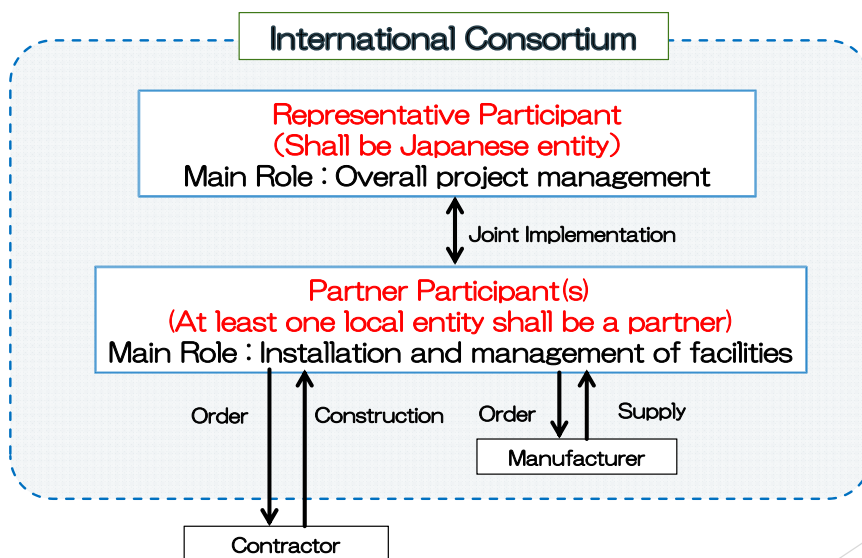 International Consortium
Representative Participant
(Shall be Japanese entity)
Main Role : Overall project management
Joint Implementation
Partner Participant(s)
(At least one local entity shall be a partner)
Main Role : Installation and management of facilities
Order
Construction
Order
Supply
Manufacturer
Contractor